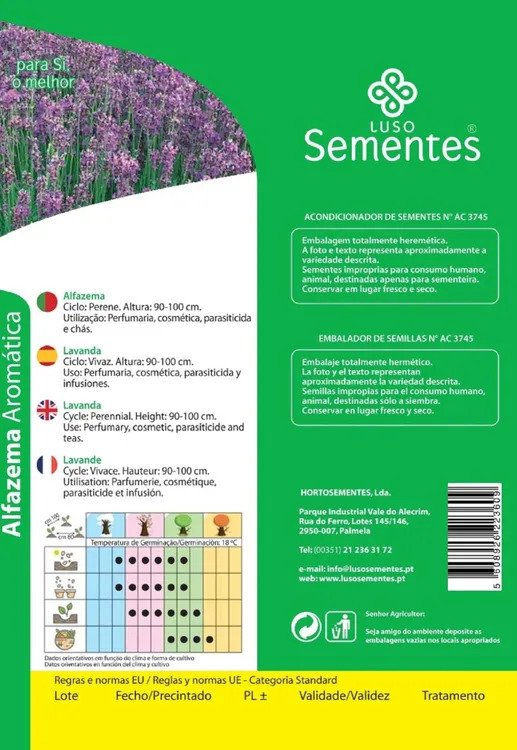 para Si,
o melhor
LUSO
Sementes®
ACONDICIONADOR DE SEMENTES N° AC 3745
Embalagem totalmente heremética.
A foto e texto representa aproximadamente a
variedade descrita.
Sementes improprias para consumo humano,
animal, destinadas apenas para sementeira.
Conservar em lugar fresco e seco.
EMBALADOR DE SEMILLAS N° AC 3745
Embalaje totalmente hermético.
La foto y el texto representan
aproximadamente la variedad descrita.
Semillas impropias para el consumo humano,
animal, destinadas sólo a siembra.
Conservar en lugar fresco y seco.
Alfazema Aromática
Alfazema
Ciclo: Perene. Altura: 90-100 cm.
Utilização: Perfumaria, cosmética, parasiticida
e chás.
Lavanda
Ciclo: Vivaz. Altura: 90-100 cm.
Uso: Perfumaria, cosmética, parasiticida y
infusiones.
Lavanda
Cycle: Perennial. Height: 90-100 cm.
Use: Perfumary, cosmetic, parasiticide and
teas.
Lavande
Cycle: Vivace. Hauteur: 90-100 cm.
Utilisation: Parfumerie, cosmétique,
parasiticide et infusión.
cm 100
cm 80
Temperatura de Germinação/Germinación: 18 ºC
Dados orientativos em função do clima e forma de cultivo
Datos orientativos en función del clima y cultivo
HORTOSEMENTES, Lda.
Parque Industrial Vale do Alecrim,
Rua do Ferro, Lotes 145/146,
2950-007, Palmela
Tel: (00351) 21 236 31 72
e-mail: info@lusosementes.pt
web: www.lusosementes.pt
5 608926 223609
Senhor Agricultor:
Seja amigo do ambiente deposite as
embalagens vazias nos locais apropriados
Regras e normas EU / Reglas y normas UE - Categoria Standard
Lote Fecho/Precintado PL ± Validade/Validez Tratamento